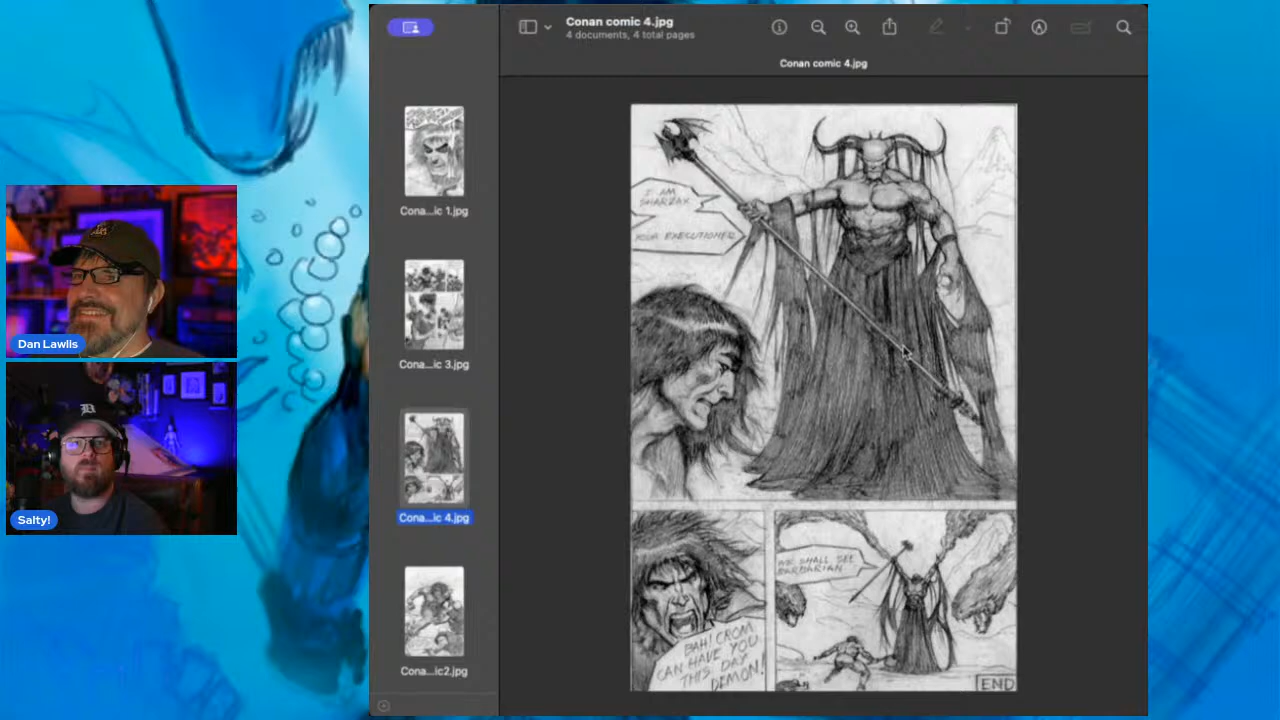 Conan comic 4.jpg
4 documents, 4 total pages
Conan comic 4.jpg
Cona...ic 1.jpg
Cona...ic 3.jpg
Cona...ic 4.jpg
Cona...ic2.jpg
Dan Lawlis
D
Salty!
I AM
SHARZAX
YOUR EXECUTIONER
BAH! CROM
CAN HAVE YOU
THIS DAY
DEMON!
WE SHALL SEE
BARBARIAN
END